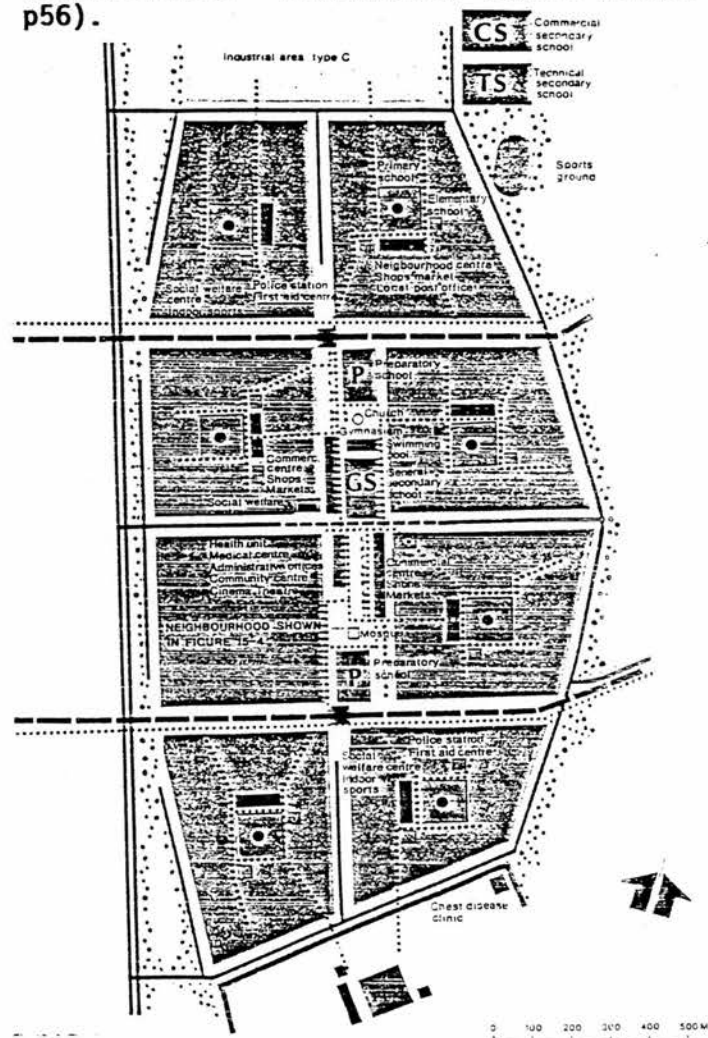 p56).
CS
Commercial
secondary
school
TS
Technical
secondary
school
Industrial area type C
Sports
ground
Primary
school
Elementary
school
Neighbourhood centre
Shops market
Local post office
Social welfare
centre
Indoor sports
Police station
First aid centre
P
Preparatory
school
Church
Gymnasium
Swimming
pool
GS
General
secondary
school
Commerc.
centre
Shops
Markets
Social welfare
Health unit
Medical centre
Administrative offices
Community centre
Cinema Theatre
Commercial
centre
Shops
Markets
NEIGHBOURHOOD SHOWN
IN FIGURE 15-4
Mosque
P
Preparatory
school
Social
welfare centre
Indoor
sports
Police station
First aid centre
Chest disease
clinic
0 100 200 300 400 500 M